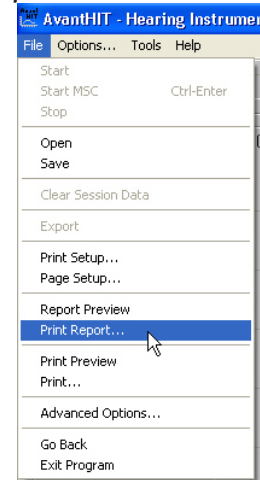 AvantHIT - Hearing Instrume
File Options... Tools Help
Start
Start MSC Ctrl-Enter
Stop
Open
Save
Clear Session Data
Export
Print Setup...
Page Setup...
Report Preview
Print Report...
Print Preview
Print...
Advanced Options...
Go Back
Exit Program